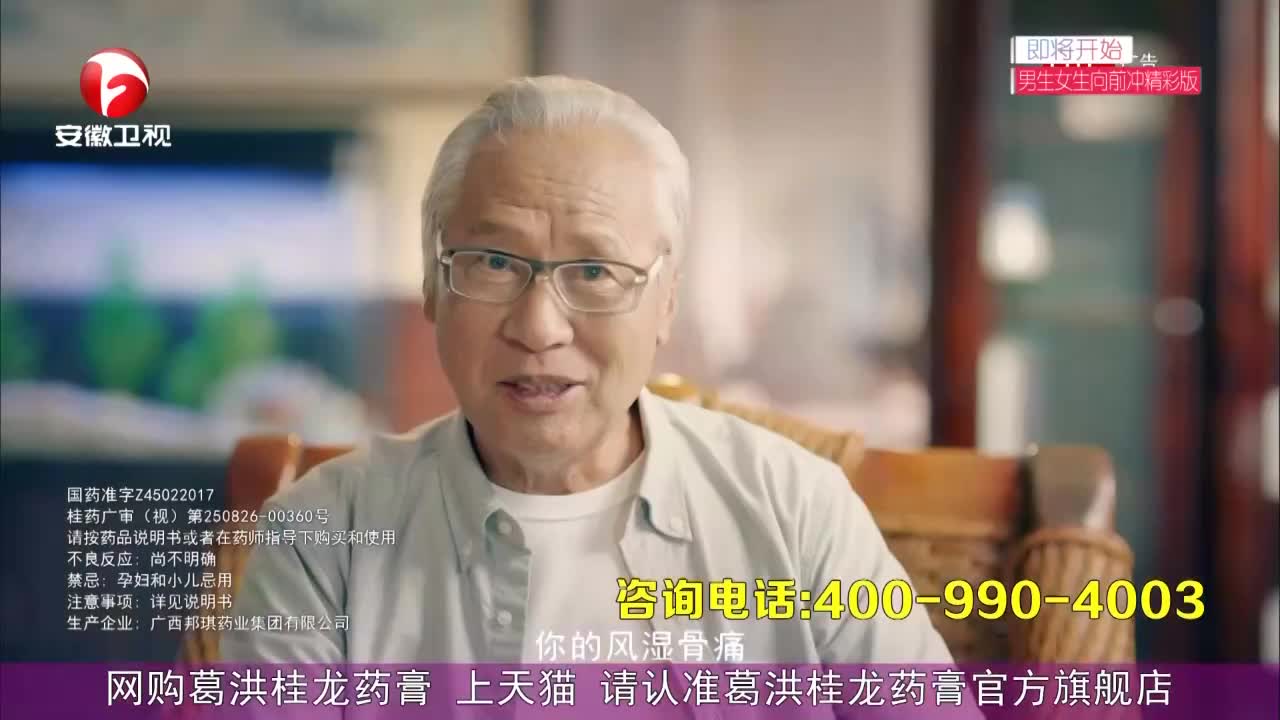 安徽卫视
即将开始
广告
男生女生向前冲精彩版
国药准字Z45022017
桂药广审（视）第250826-00360号
请按药品说明书或者在药师指导下购买和使用
不良反应：尚不明确
禁忌：孕妇和小儿忌用
注意事项：详见说明书
生产企业：广西邦琪药业集团有限公司
咨询电话:400-990-4003
你的风湿骨痛
网购葛洪桂龙药膏 上天猫 请认准葛洪桂龙药膏官方旗舰店